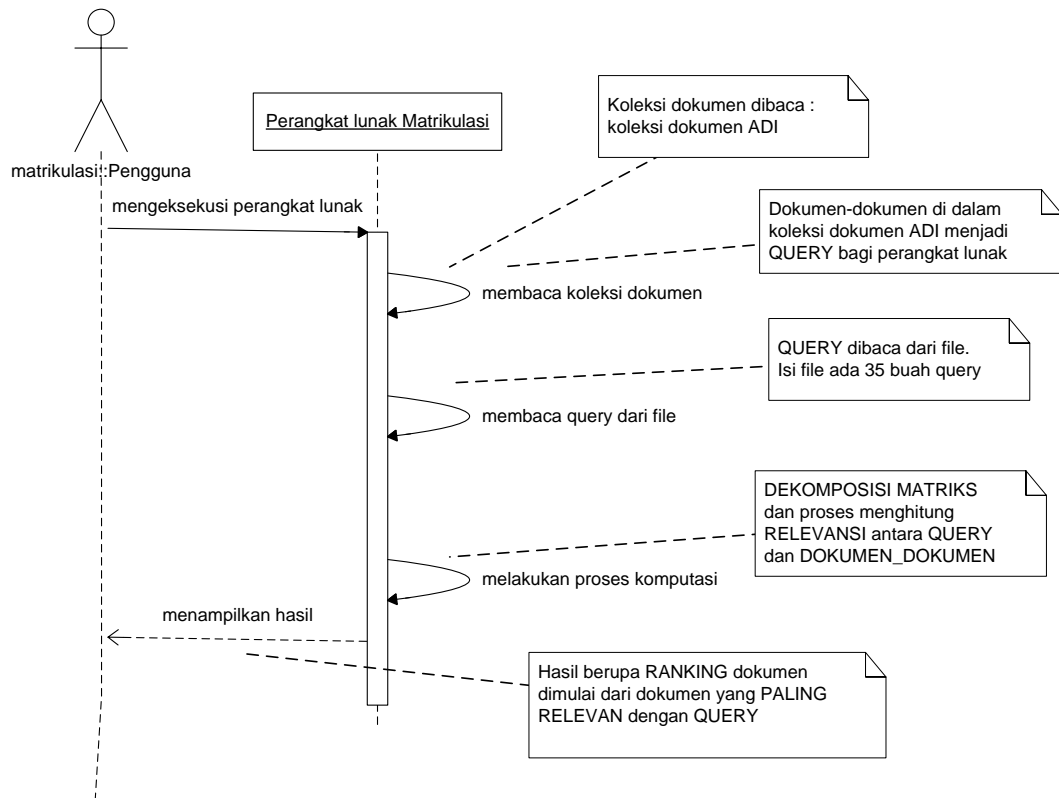 Koleksi dokumen dibaca :
koleksi dokumen ADI
Perangkat lunak Matrikulasi
matrikulasi::Pengguna
mengeksekusi perangkat lunak
Dokumen-dokumen di dalam
koleksi dokumen ADI menjadi
QUERY bagi perangkat lunak
membaca koleksi dokumen
QUERY dibaca dari file.
Isi file ada 35 buah query
membaca query dari file
DEKOMPOSISI MATRIKS
dan proses menghitung
RELEVANSI antara QUERY
dan DOKUMEN_DOKUMEN
melakukan proses komputasi
menampilkan hasil
Hasil berupa RANKING dokumen
dimulai dari dokumen yang PALING
RELEVAN dengan QUERY